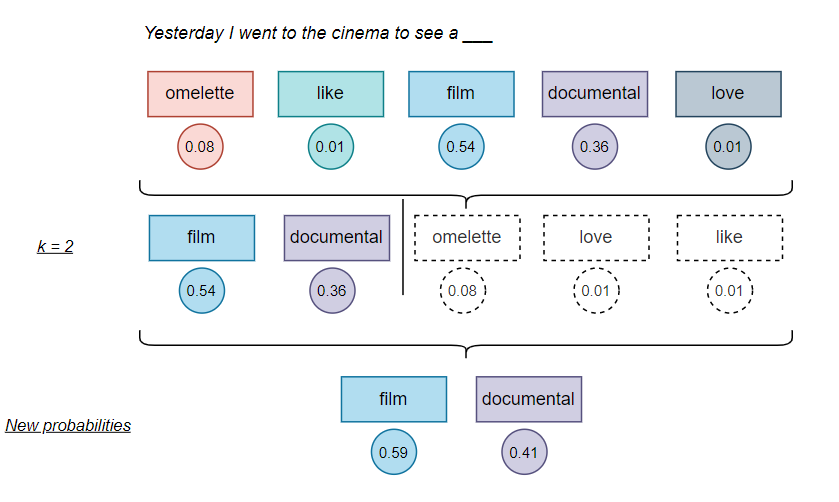 Yesterday I went to the cinema to see a ___
omelette like film documental love
0.08 0.01 0.54 0.36 0.01
k = 2
film documental omelette love like
0.54 0.36 0.08 0.01 0.01
film documental
New probabilities
0.59 0.41